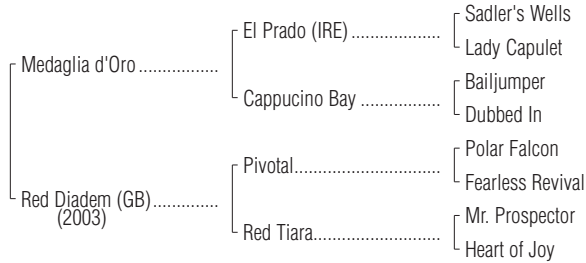 Sadler's Wells
El Prado (IRE) ...................
Lady Capulet
Medaglia d'Oro ................
Bailjumper
Cappucino Bay .................
Dubbed In
Polar Falcon
Pivotal...............................
Fearless Revival
Red Diadem (GB).............
(2003)
Mr. Prospector
Red Tiara...........................
Heart of Joy